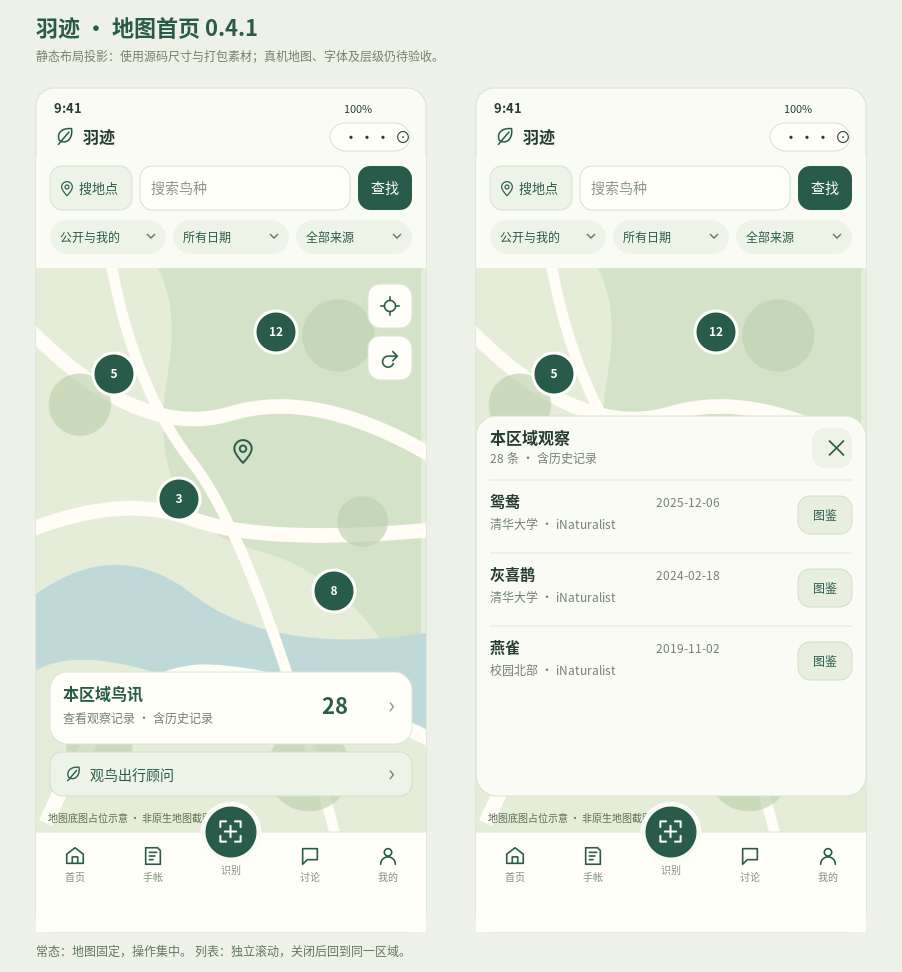 羽迹 · 地图首页 0.4.1
静态布局投影：使用源码尺寸与打包素材；真机地图、字体及层级仍待验收。
9:41
100%
羽迹
搜地点
搜索鸟种
查找
公开与我的
所有日期
全部来源
12
5
3
8
本区域鸟讯
查看观察记录 · 含历史记录
28
观鸟出行顾问
地图底图占位示意 · 非原生地图截
首页
手帐
识别
讨论
我的
9:41
100%
羽迹
搜地点
搜索鸟种
查找
公开与我的
所有日期
全部来源
12
5
本区域观察
28 条 · 含历史记录
鸳鸯
2025-12-06
清华大学 · iNaturalist
图鉴
灰喜鹊
2024-02-18
清华大学 · iNaturalist
图鉴
燕雀
2019-11-02
校园北部 · iNaturalist
图鉴
地图底图占位示意 · 非原生地图截
首页
手帐
识别
讨论
我的
常态：地图固定，操作集中。 列表：独立滚动，关闭后回到同一区域。